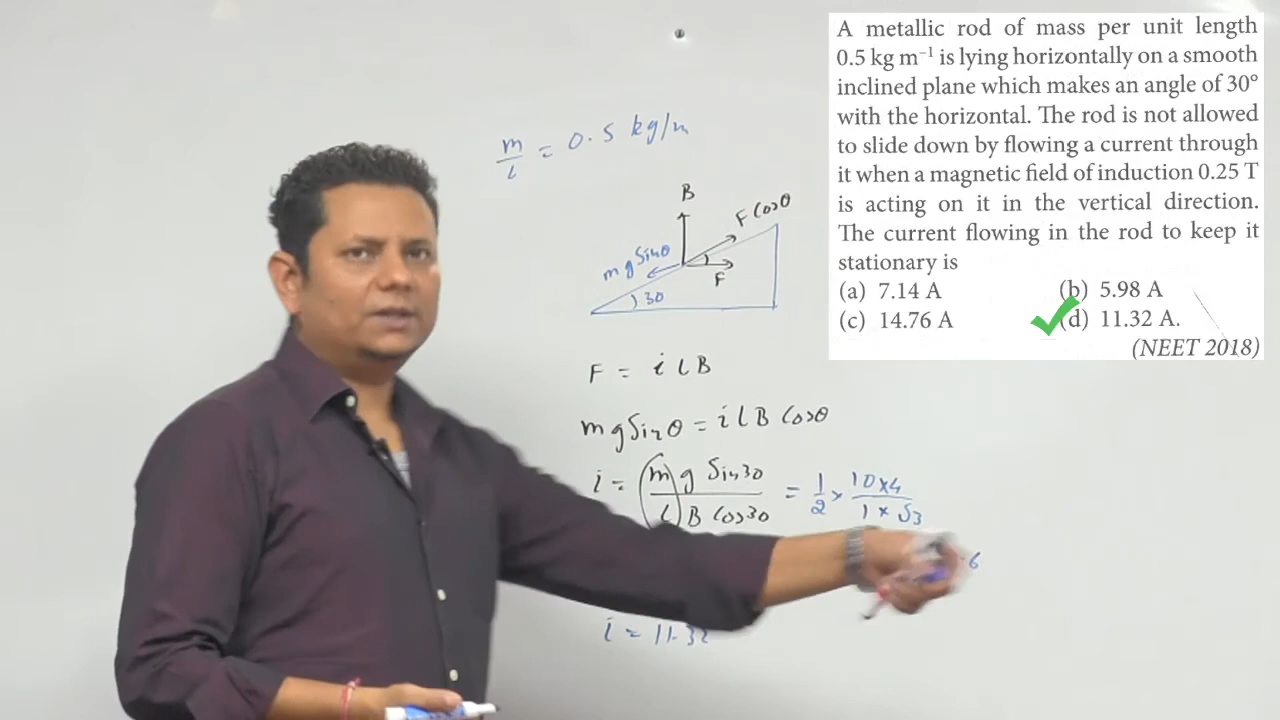 A metallic rod of mass per unit length
0.5 kg m⁻¹ is lying horizontally on a smooth
inclined plane which makes an angle of 30°
with the horizontal. The rod is not allowed
to slide down by flowing a current through
it when a magnetic field of induction 0.25 T
is acting on it in the vertical direction.
The current flowing in the rod to keep it
stationary is
(a) 7.14 A (b) 5.98 A
(c) 14.76 A (d) 11.32 A.
(NEET 2018)
m/L = 0.5 kg/m
B
F Cosθ
mg Sinθ
F
30
F = i L B
mg Sinθ = i L B Cosθ
i = (m/L) g Sin30 / B Cos30 = 1/2 × 10×4 / 1×√3
6
i = 11.32